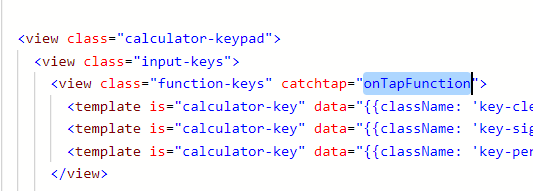 <view class="calculator-keypad">
<view class="input-keys">
<view class="function-keys" catchtap="onTapFunction">
<template is="calculator-key" data="{{className: 'key-cle
<template is="calculator-key" data="{{className: 'key-sig
<template is="calculator-key" data="{{className: 'key-per
</view>